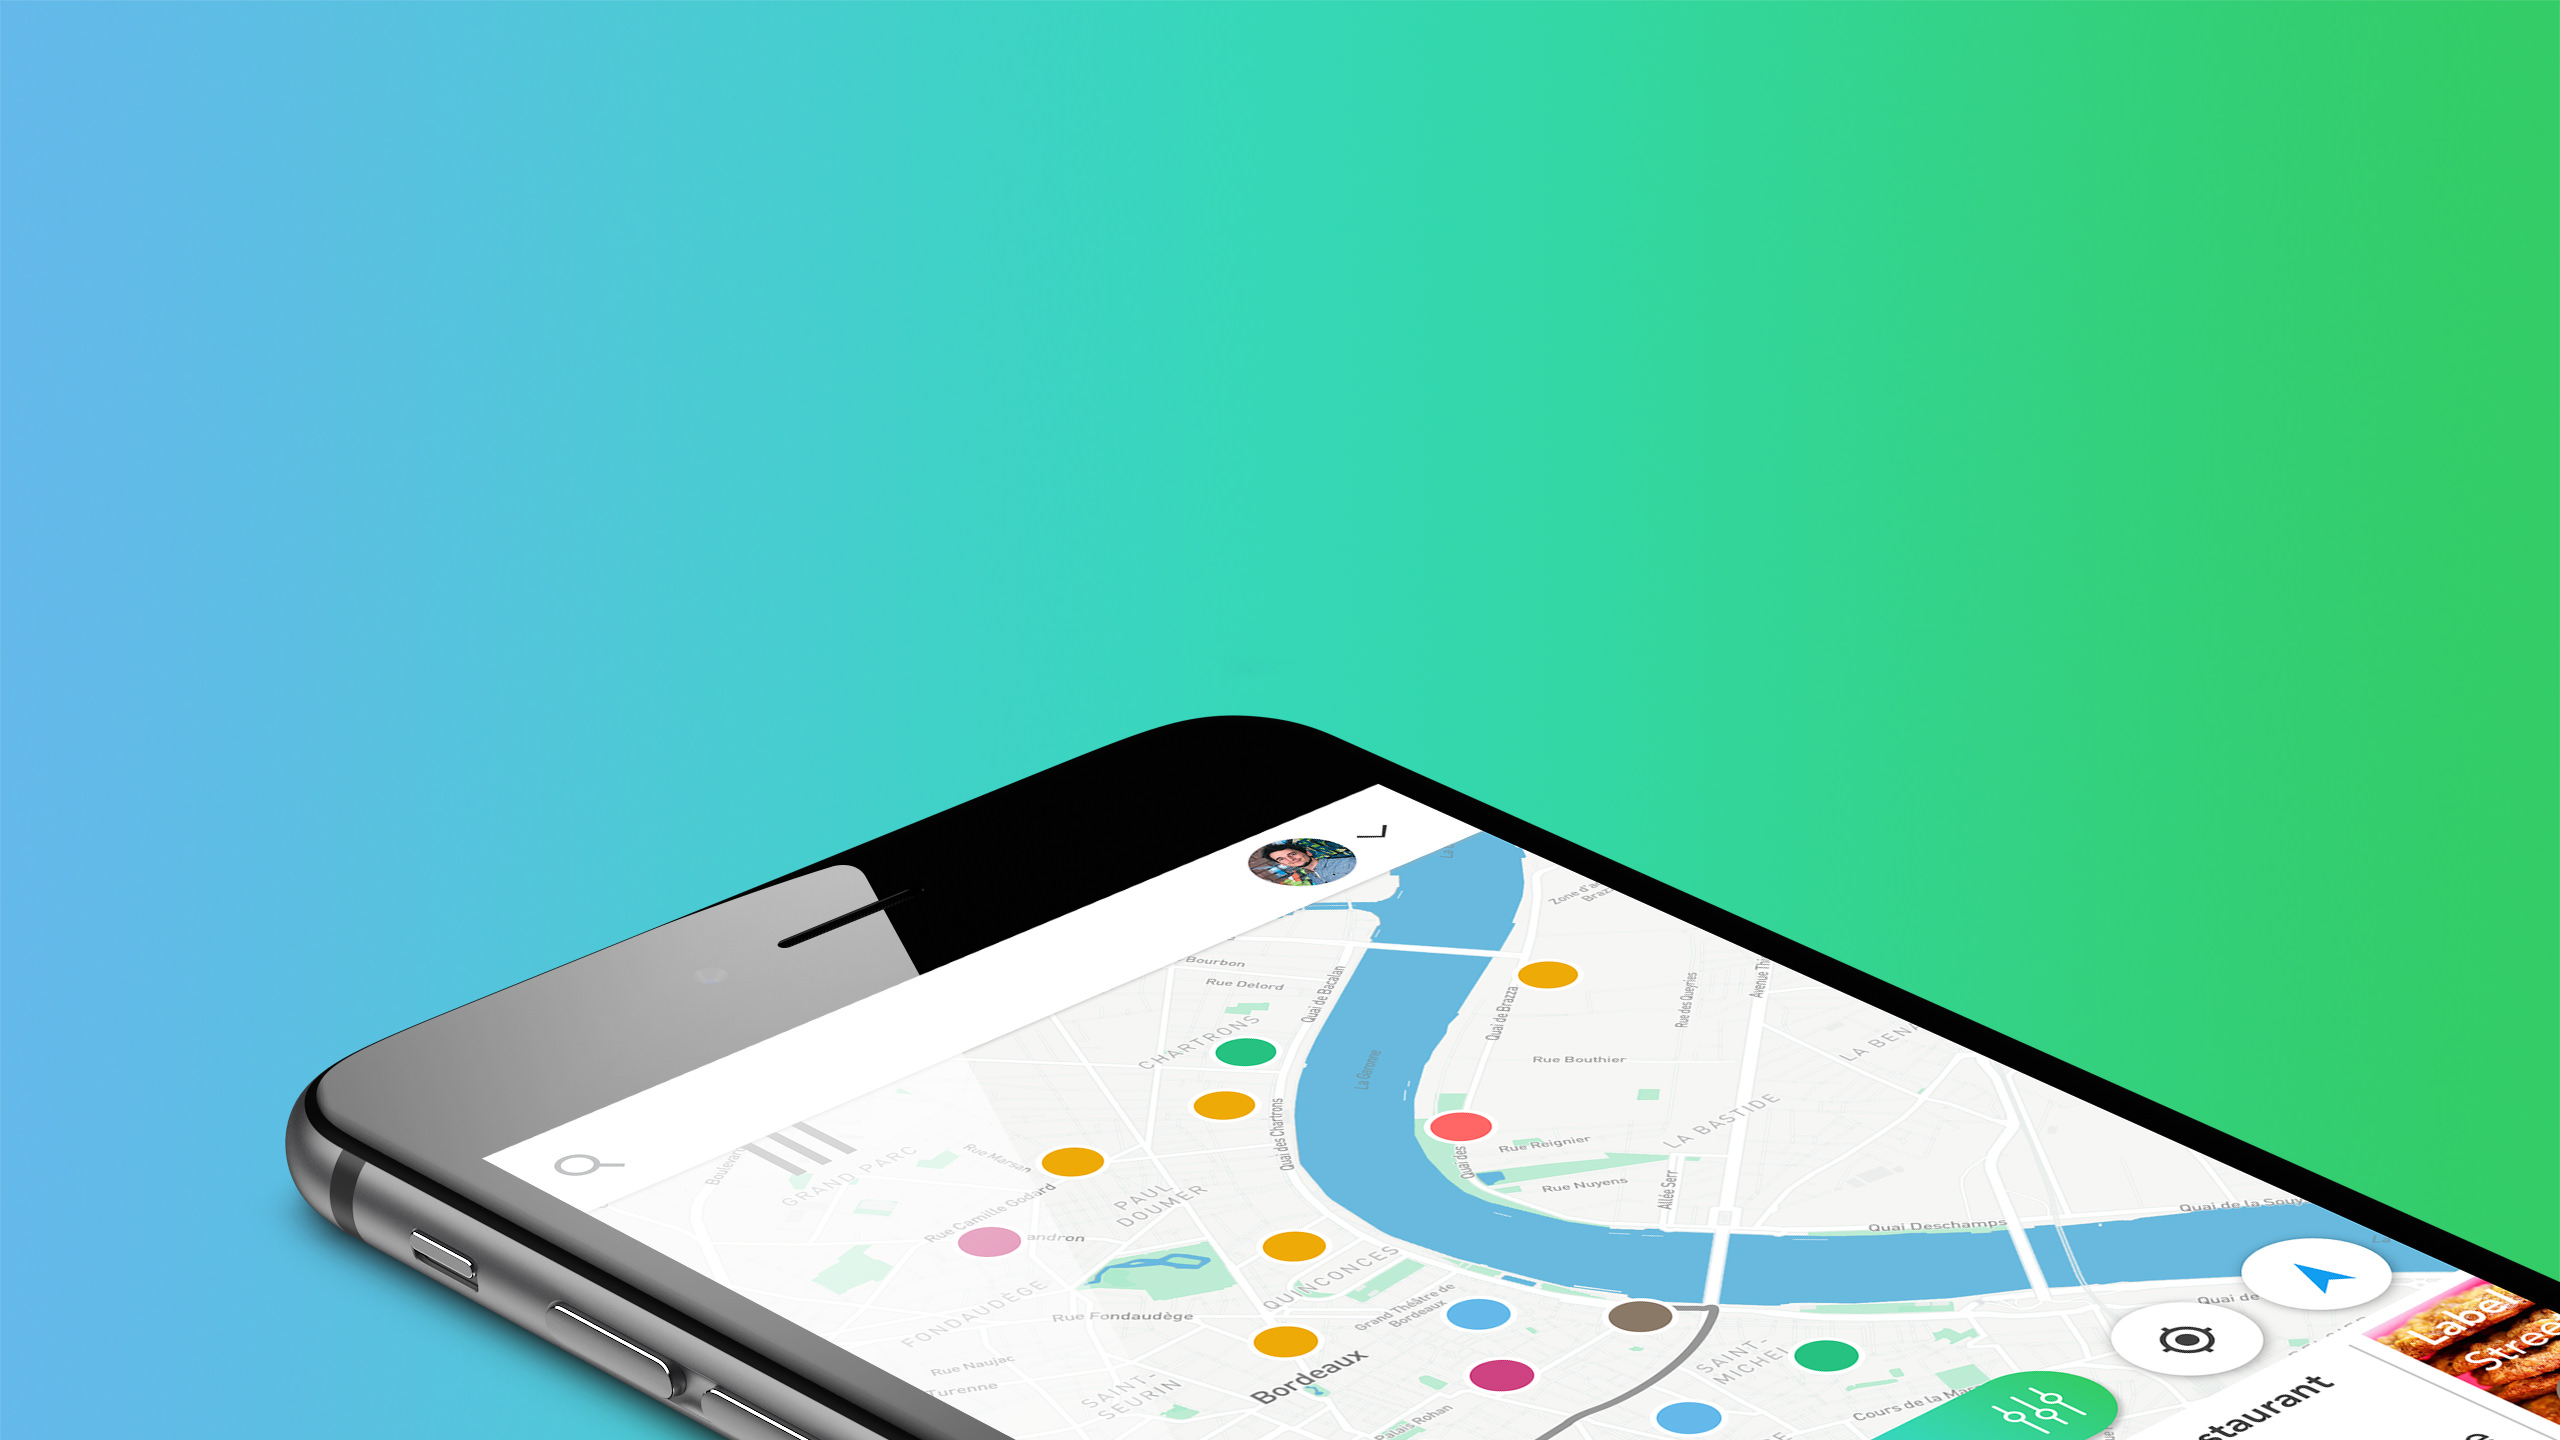 Zone d'a
Braz
Bourbon
Rue Delord
Quai de Bacalan
Quai de Brazza
Rue des Queyries
Avenue Thi
CHARTRONS
La Garonne
Rue Bouthier
LA BENA
LA BASTIDE
Quai des Chartrons
Quai des
Rue Reignier
Rue Nuyens
Allée Serr
Boulevar
GRAND PARC
Rue Marsan
Rue Camille Godard
andron
PAUL
DOUMER
Quai Deschamps
Quai de la Souy
La
QUINCONCES
FONDAUDÈGE
Rue Fondaudège
Grand Théâtre de
Bordeaux
Quai de
Rue Naujac
Turenne
SAINT-
SEURIN
Bordeaux
Palais Rohan
SAINT-
MICHEL
Cours de la Mar
Label
Stree
staurant